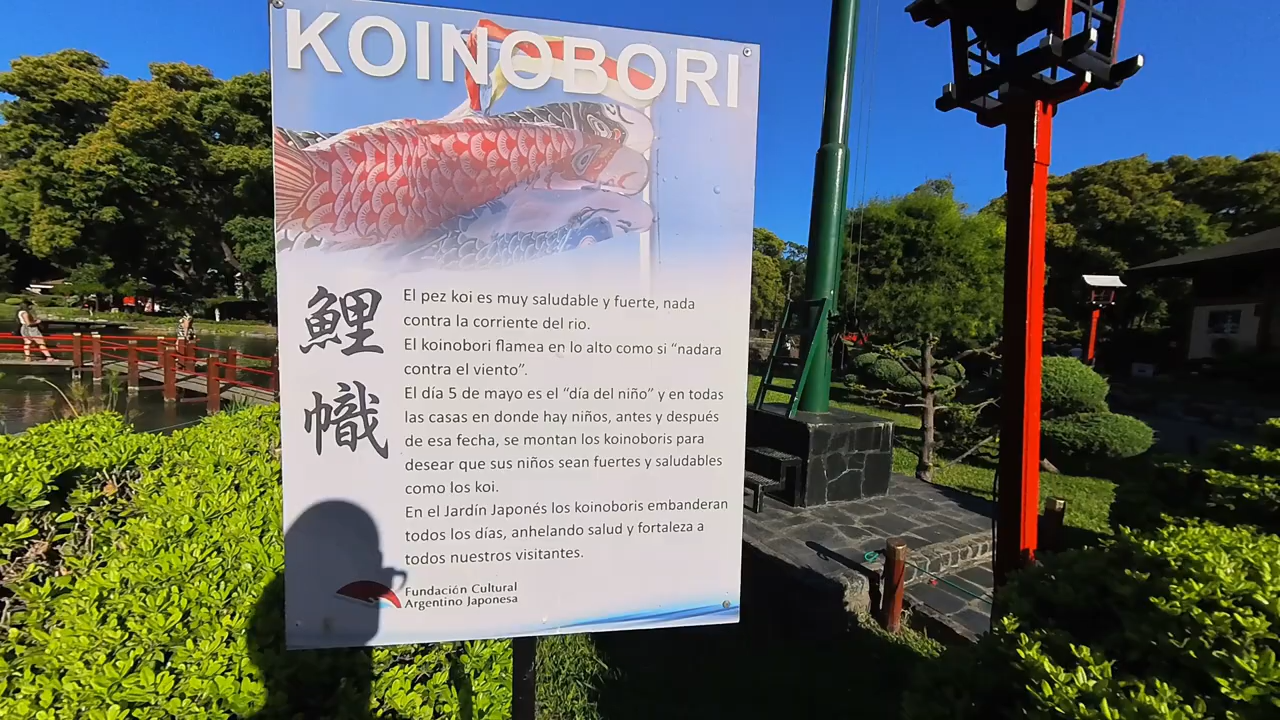 KOINOBORI
鯉
幟
El pez koi es muy saludable y fuerte, nada
contra la corriente del rio.
El koinobori flamea en lo alto como si “nadara
contra el viento”.
El día 5 de mayo es el “día del niño” y en todas
las casas en donde hay niños, antes y después
de esa fecha, se montan los koinoboris para
desear que sus niños sean fuertes y saludables
como los koi.
En el Jardín Japonés los koinoboris embanderan
todos los días, anhelando salud y fortaleza a
todos nuestros visitantes.
Fundación Cultural
Argentino Japonesa